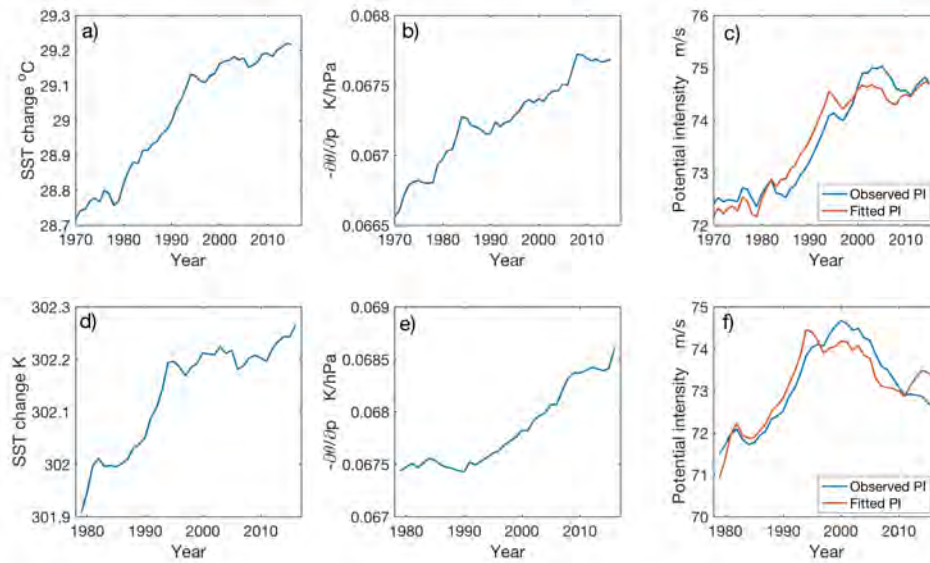 a)
SST change °C
29.3
29.2
29.1
29
28.9
28.8
28.7
1970 1980 1990 2000 2010
Year
b)
-∂θ/∂p K/hPa
0.068
0.0675
0.067
0.0665
1970 1980 1990 2000 2010
Year
c)
Potential intensity m/s
76
75
74
73
72
Observed PI
Fitted PI
1970 1980 1990 2000 2010
Year
d)
SST change K
302.3
302.2
302.1
302
301.9
1980 1990 2000 2010
Year
e)
-∂θ/∂p K/hPa
0.069
0.0685
0.068
0.0675
0.067
1980 1990 2000 2010
Year
f)
Potential intensity m/s
75
74
73
72
71
70
Observed PI
Fitted PI
1980 1990 2000 2010
Year